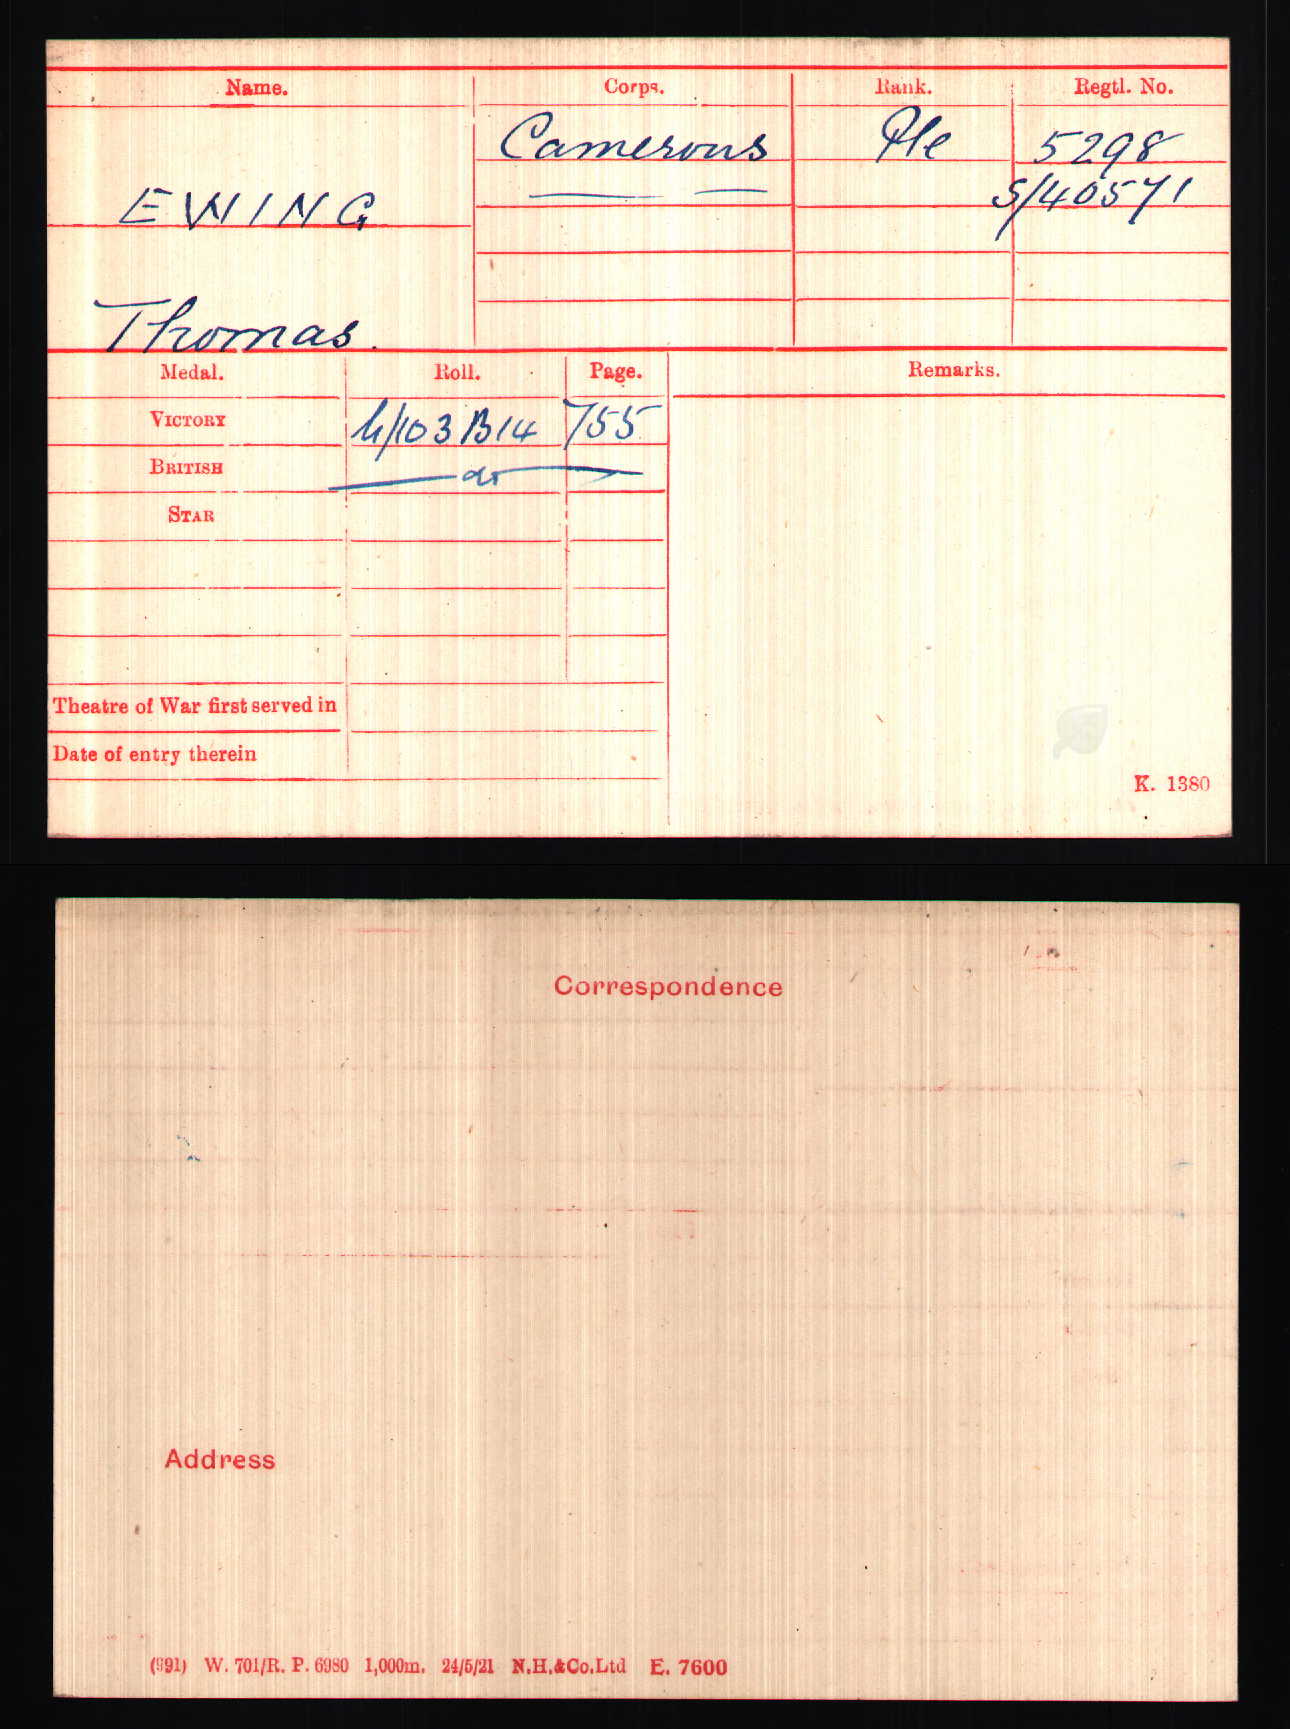 Name. Corps. Rank. Regtl. No.
Camerons Pte 5298
EWING S/40571
Thomas.
Medal. Roll. Page. Remarks.
VICTORY H/103B14 755
BRITISH do
STAR
Theatre of War first served in
Date of entry therein
K. 1380
Correspondence
Address
(991) W. 701/R. P. 6980 1,000m. 24/5/21 N.H.&Co.Ltd E. 7600